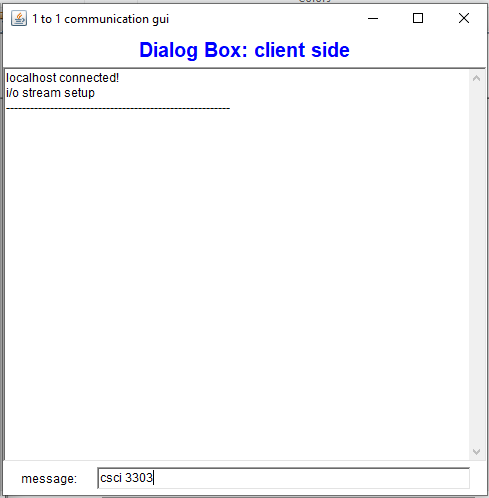 1 to 1 communication gui
Dialog Box: client side
localhost connected!
i/o stream setup
--------------------------------------------------------
message:
csci 3303